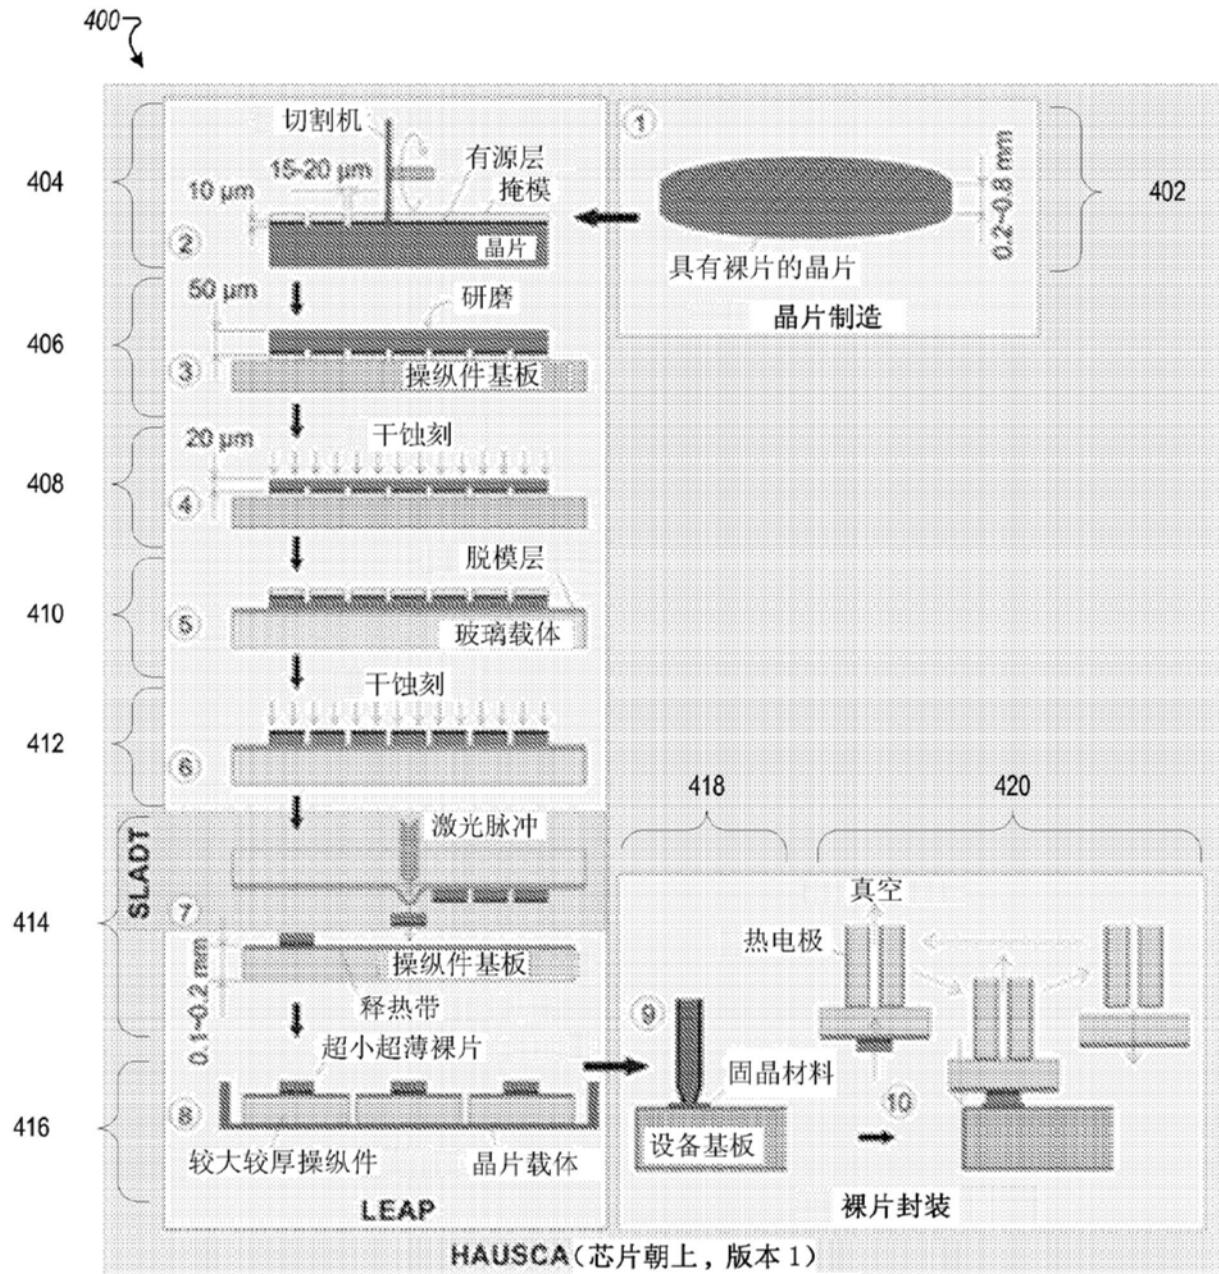 400
切割机
15-20 µm
10 µm
有源层
掩模
404
②
晶片
①
0.2~0.8 mm
402
具有裸片的晶片
晶片制造
50 µm
研磨
406
③
操纵件基板
20 µm
干蚀刻
408
④
脱模层
410
⑤
玻璃载体
干蚀刻
412
⑥
418
420
SLADT
激光脉冲
⑦
414
操纵件基板
0.1~0.2 mm
释热带
超小超薄裸片
416
⑧
较大较厚操纵件
晶片载体
LEAP
真空
热电极
⑨
固晶材料
设备基板
⑩
裸片封装
HAUSCA（芯片朝上，版本 1）